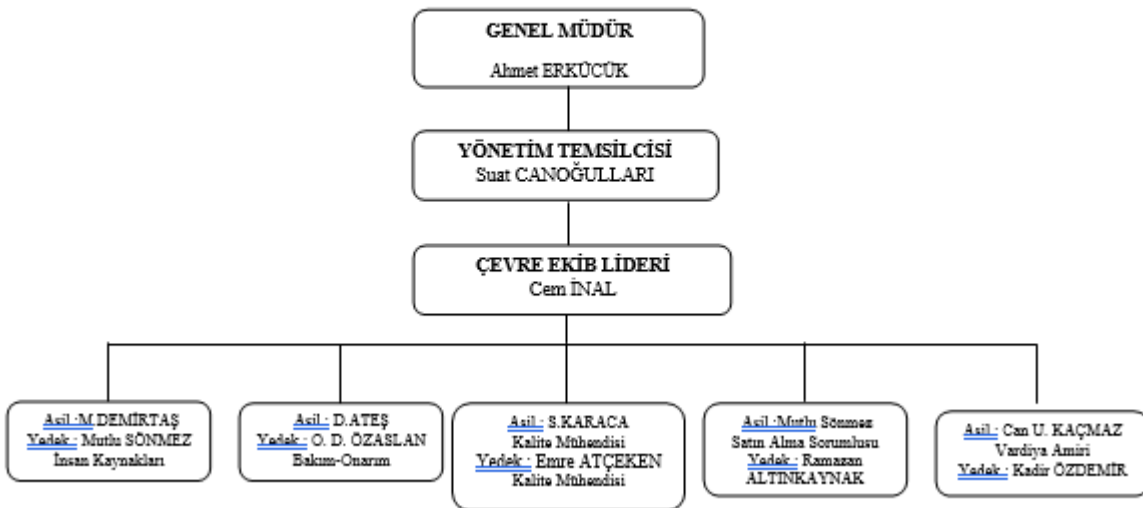 GENEL MÜDÜR
Ahmet ERKÜCÜK
YÖNETİM TEMSİLCİSİ
Suat CANOĞULLARI
ÇEVRE EKİB LİDERİ
Cem İNAL
Asil.:M.DEMİRTAŞ
Yedek.: Mutlu SÖNMEZ
İnsan Kaynakları
Asil.: D.ATEŞ
Yedek.: O. D. ÖZASLAN
Bakım-Onarım
Asil.: S.KARACA
Kalite Mühendisi
Yedek.: Emre ATÇEKEN
Kalite Mühendisi
Asil.:Mutlu Sönmez
Satın Alma Sorumlusu
Yedek.: Ramazan
ALTINKAYNAK
Asil.: Can U. KAÇMAZ
Vardiya Amiri
Yedek.: Kadir ÖZDEMİR